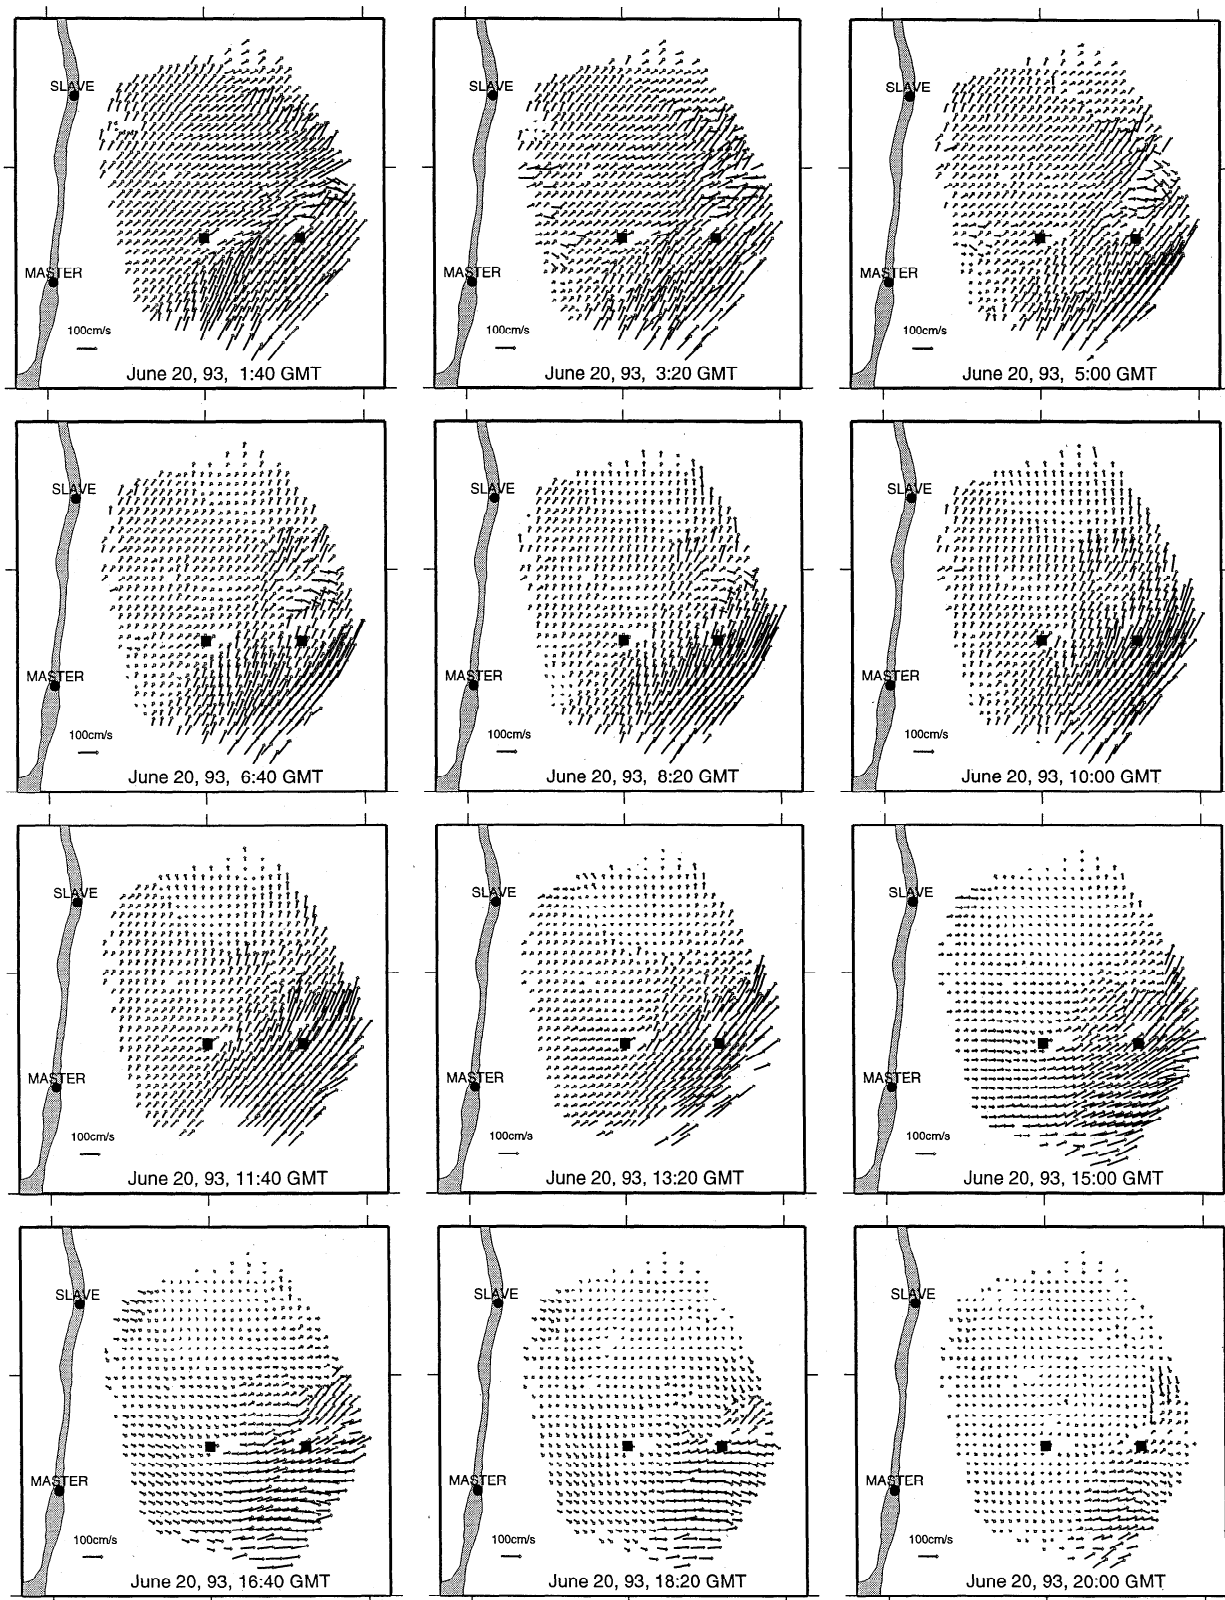 SLAVE
MASTER
100cm/s
June 20, 93, 1:40 GMT
SLAVE
MASTER
100cm/s
June 20, 93, 3:20 GMT
SLAVE
MASTER
100cm/s
June 20, 93, 5:00 GMT
SLAVE
MASTER
100cm/s
June 20, 93, 6:40 GMT
SLAVE
MASTER
100cm/s
June 20, 93, 8:20 GMT
SLAVE
MASTER
100cm/s
June 20, 93, 10:00 GMT
SLAVE
MASTER
100cm/s
June 20, 93, 11:40 GMT
SLAVE
MASTER
100cm/s
June 20, 93, 13:20 GMT
SLAVE
MASTER
100cm/s
June 20, 93, 15:00 GMT
SLAVE
MASTER
100cm/s
June 20, 93, 16:40 GMT
SLAVE
MASTER
100cm/s
June 20, 93, 18:20 GMT
SLAVE
MASTER
100cm/s
June 20, 93, 20:00 GMT